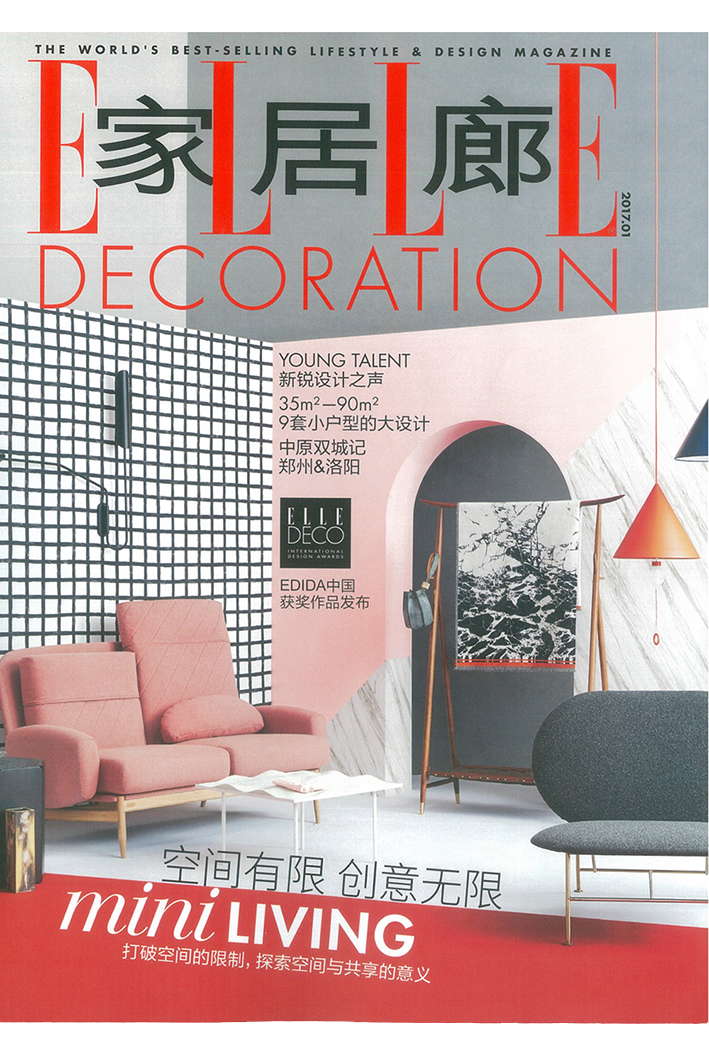 THE WORLD'S BEST-SELLING LIFESTYLE & DESIGN MAGAZINE
ELLE
家居廊
2017.01
DECORATION
YOUNG TALENT
新锐设计之声
35m²—90m²
9套小户型的大设计
中原双城记
郑州&洛阳
ELLE
DECO
INTERNATIONAL
DESIGN AWARDS
EDIDA中国
获奖作品发布
空间有限 创意无限
mini LIVING
打破空间的限制，探索空间与共享的意义